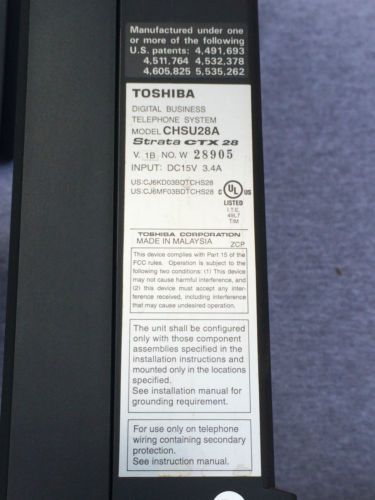 Manufactured under one
or more of the following
U.S. patents: 4,491,693
4,511,764 4,532,378
4,605,825 5,535,262
TOSHIBA
DIGITAL BUSINESS
TELEPHONE SYSTEM
MODEL CHSU28A
Strata CTX 28
V. 1B NO. W 28905
INPUT: DC15V 3.4A
US:CJ6KD03BDTCHS28
US:CJ6MF03BDTCHS28
C UL US
LISTED
I.T.E.
49L7
TIM
TOSHIBA CORPORATION
MADE IN MALAYSIA ZCP
This device complies with Part 15 of the
FCC rules. Operation is subject to the
following two conditions: (1) This device
may not cause harmful interference, and
(2) this device must accept any inter-
ference received, including interference
that may cause undesired operation.
The unit shall be configured
only with those component
assemblies specified in the
installation instructions and
mounted only in the locations
specified.
See installation manual for
grounding requirement.
For use only on telephone
wiring containing secondary
protection.
See instruction manual.